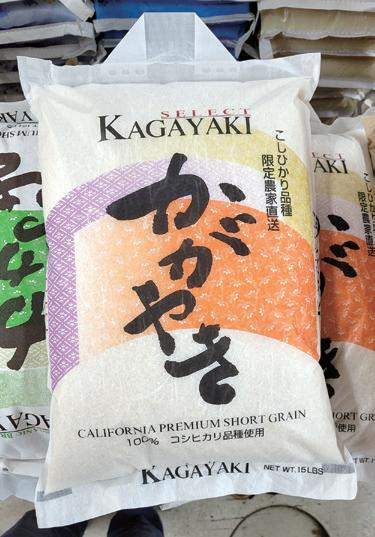 SELECT
KAGAYAKI
こしひかり品種
限定農家直送
かがやき
CALIFORNIA PREMIUM SHORT GRAIN
100% コシヒカリ品種使用
KAGAYAKI
NET WT. 15 LBS